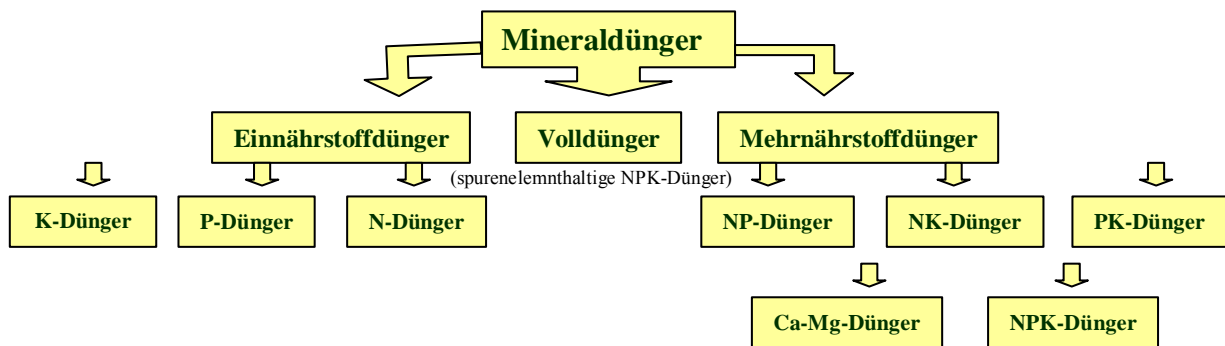 Mineraldünger
Einnährstoffdünger Volldünger Mehrnährstoffdünger
(spurenelemnthaltige NPK-Dünger)
K-Dünger P-Dünger N-Dünger NP-Dünger NK-Dünger PK-Dünger
Ca-Mg-Dünger NPK-Dünger